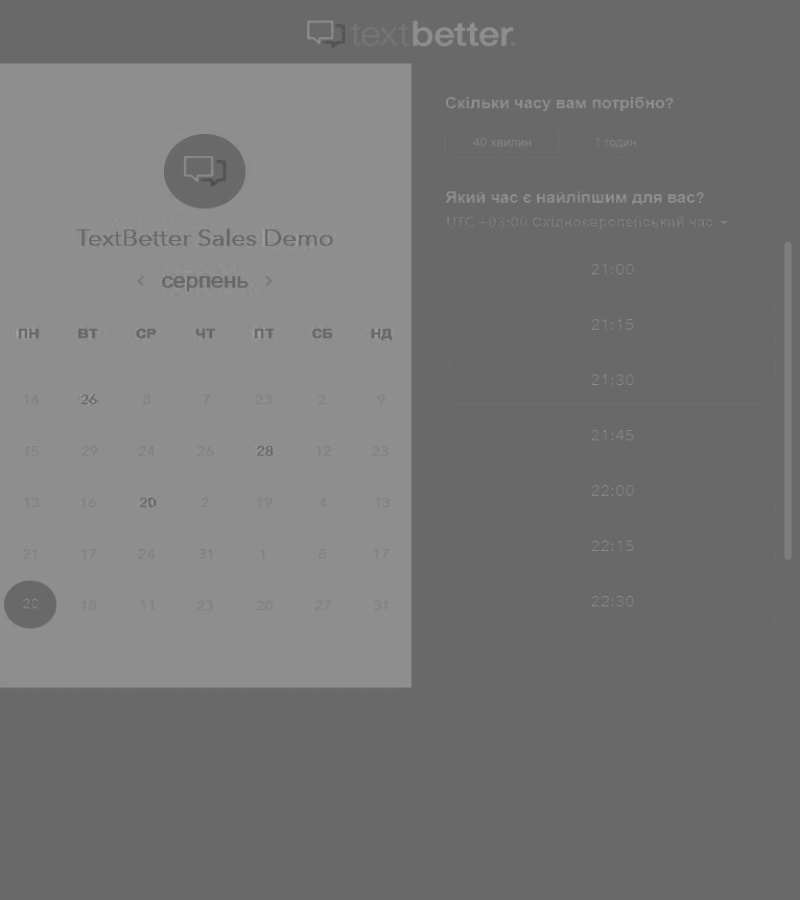 textbetter.
TextBetter Sales Demo
серпень
ПН ВТ СР ЧТ ПТ СБ НД
14 26 8 7 23 2 9
15 29 24 26 28 12 23
13 16 20 2 19 4 13
21 17 24 31 1 8 17
20 18 11 23 20 27 31
Скільки часу вам потрібно?
40 хвилин 1 годин
Який час є найліпшим для вас?
UTC +03:00 Східноєвропейський час
21:00
21:15
21:30
21:45
22:00
22:15
22:30